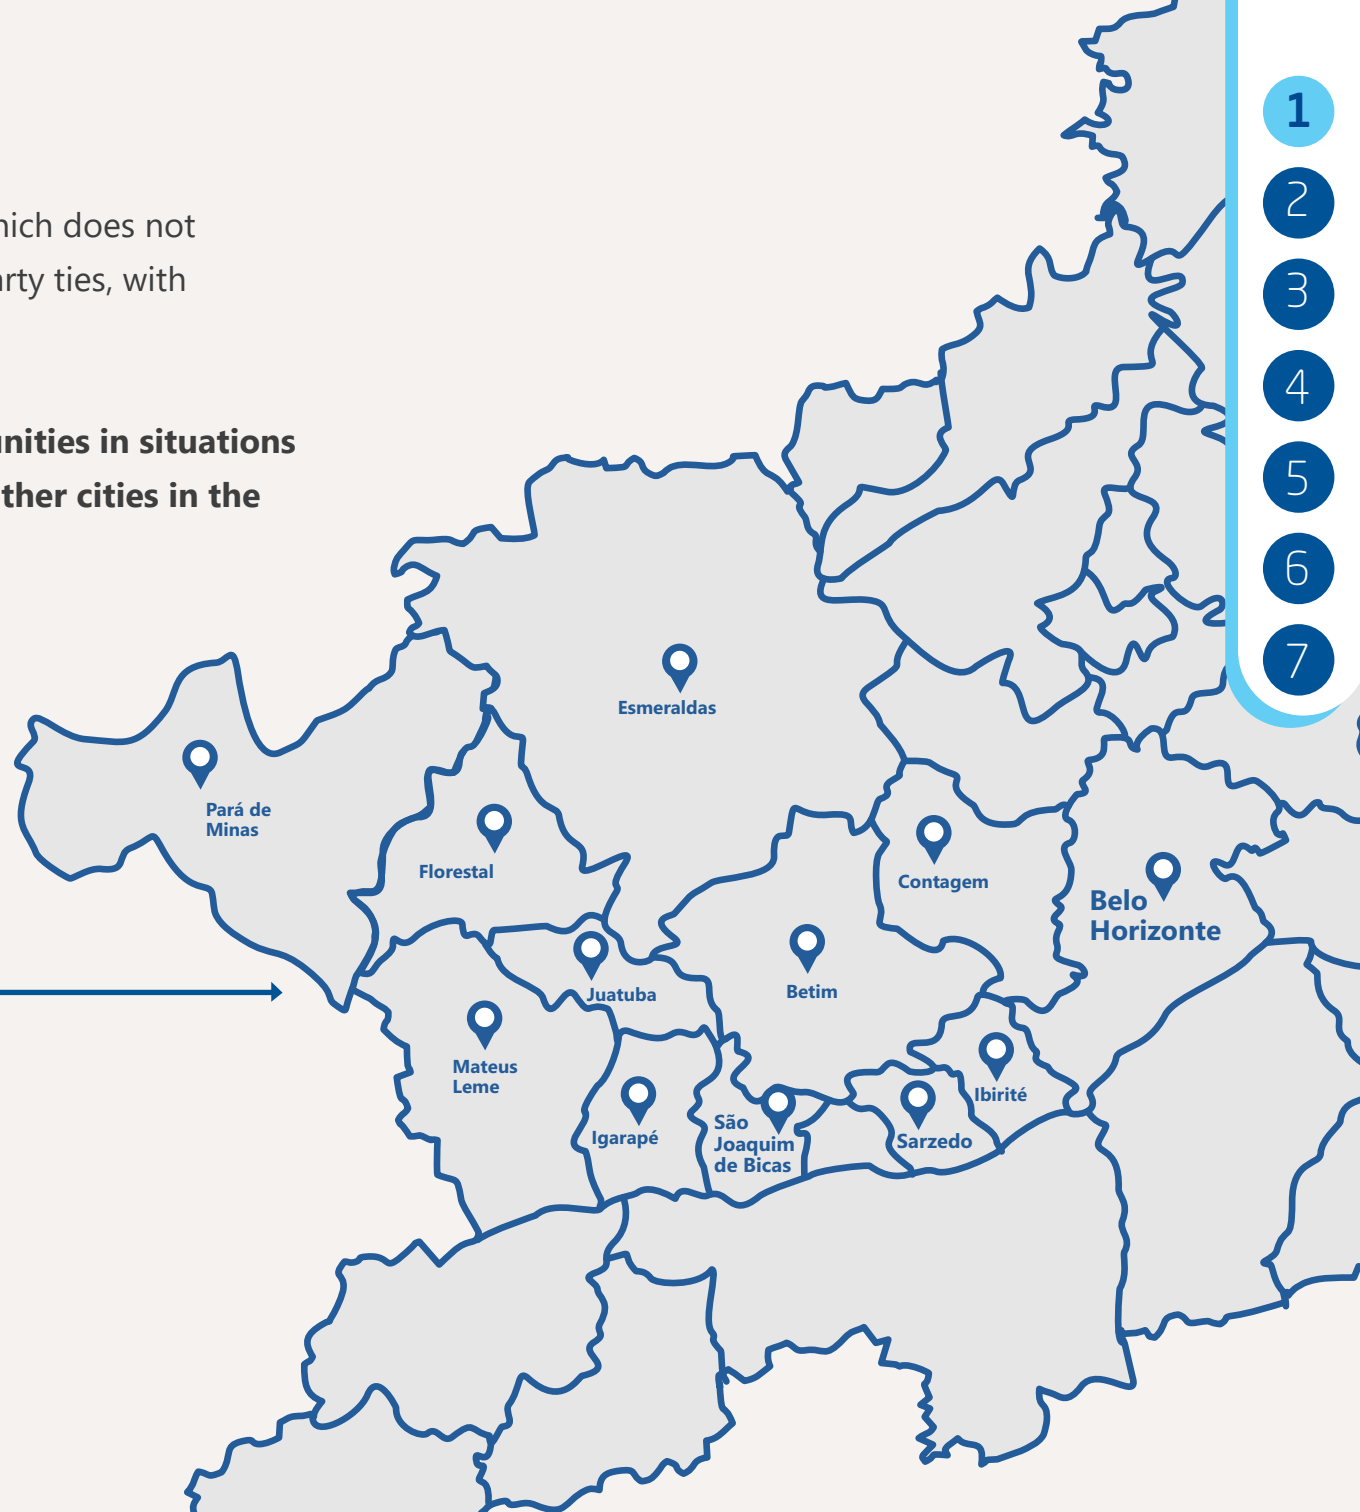 1
2
3
4
5
6
7
hich does not
arty ties, with
unities in situations
ther cities in the
Esmeraldas
Pará de
Minas
Florestal
Contagem
Belo
Horizonte
Juatuba
Betim
Mateus
Leme
Igarapé
São
Joaquim
de Bicas
Sarzedo
Ibirité